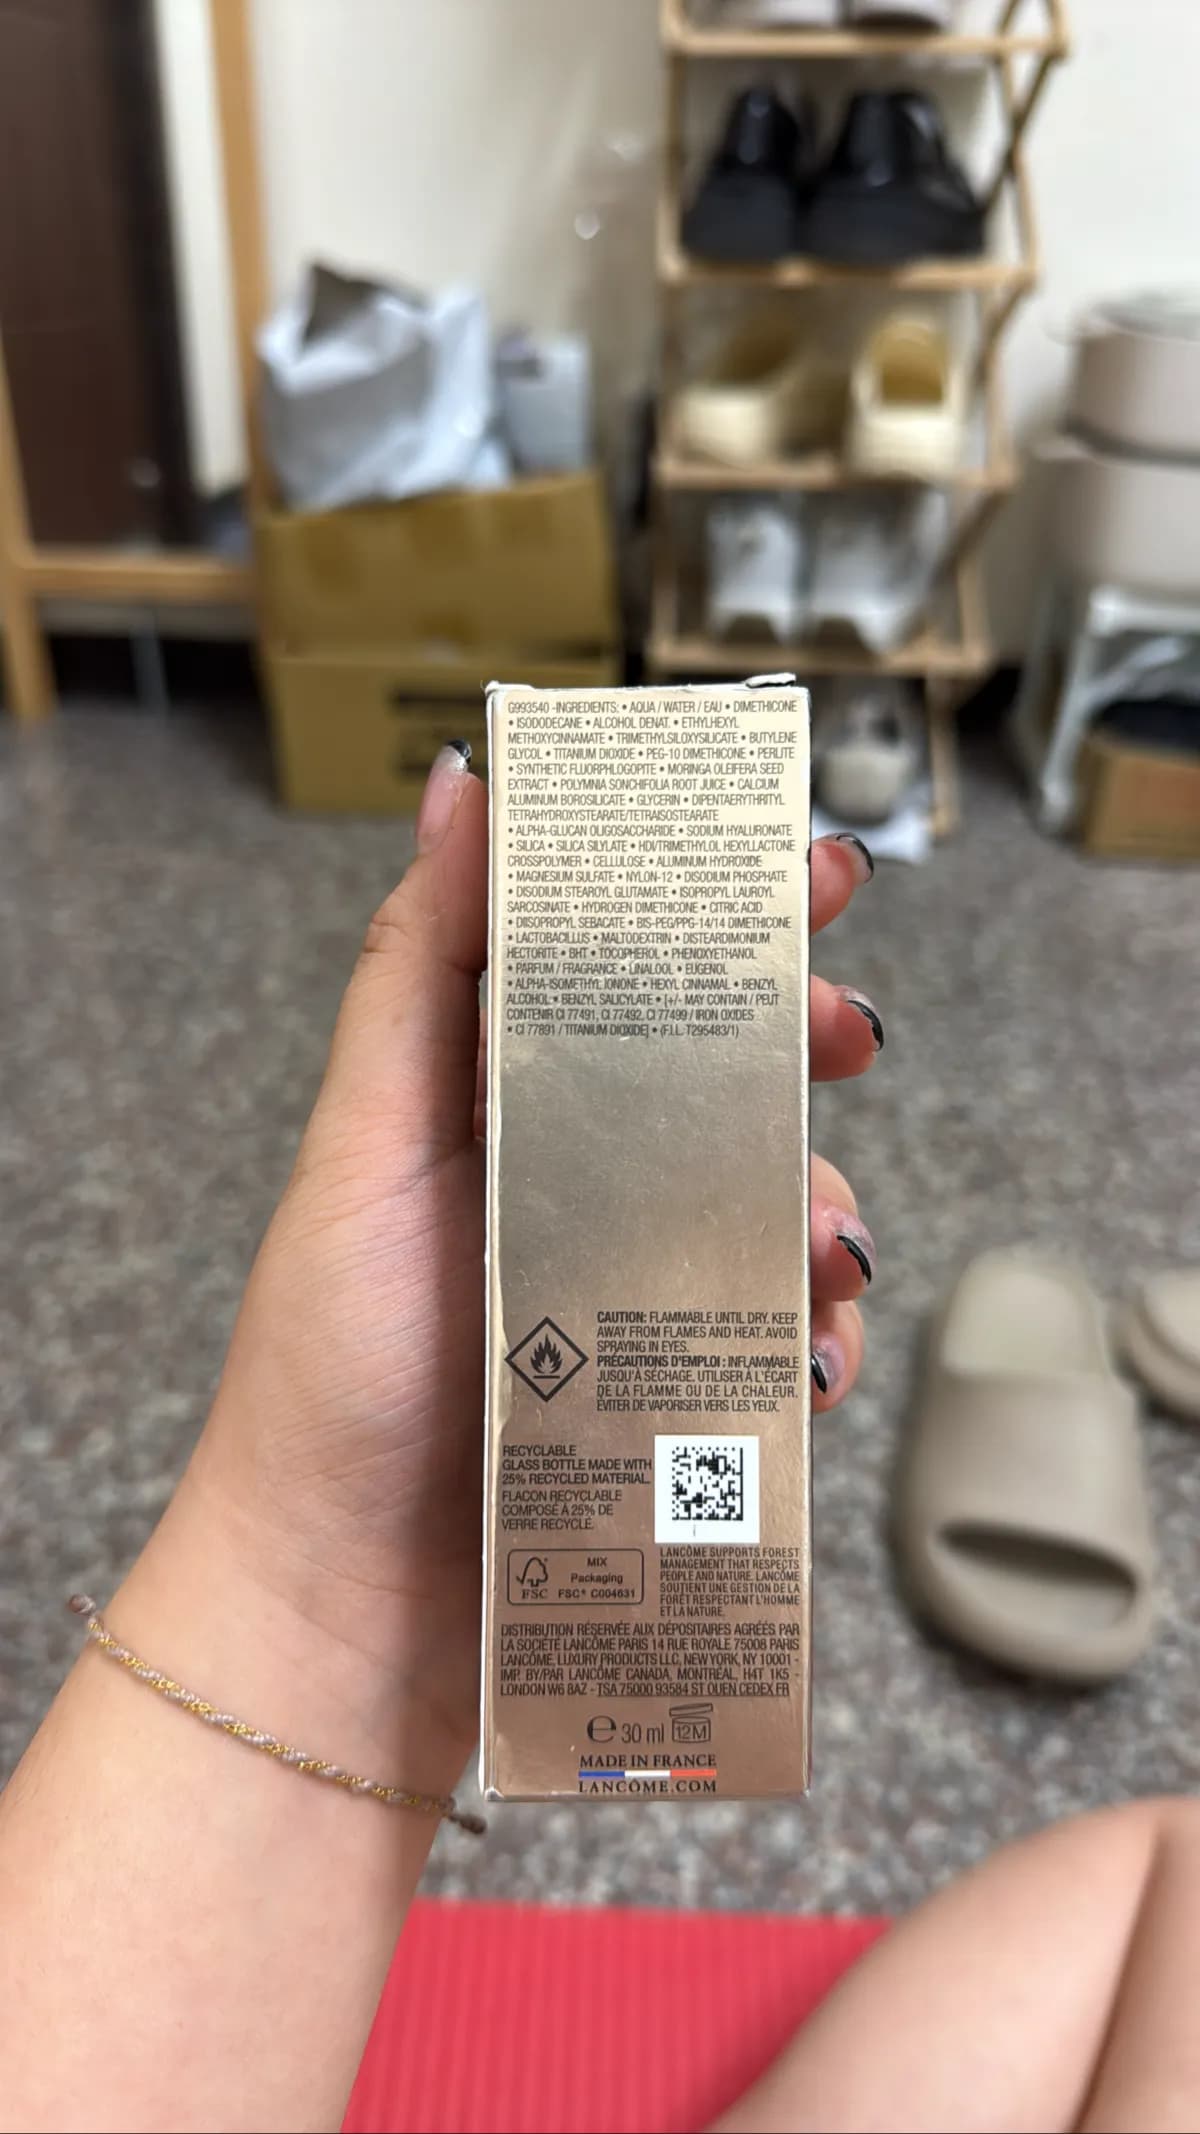 G993540 -INGREDIENTS: • AQUA / WATER / EAU • DIMETHICONE
• ISODODECANE • ALCOHOL DENAT. • ETHYLHEXYL
METHOXYCINNAMATE • TRIMETHYLSILOXYSILICATE • BUTYLENE
GLYCOL • TITANIUM DIOXIDE • PEG-10 DIMETHICONE • PERLITE
• SYNTHETIC FLUORPHLOGOPITE • MORINGA OLEIFERA SEED
EXTRACT • POLYMNIA SONCHIFOLIA ROOT JUICE • CALCIUM
ALUMINUM BOROSILICATE • GLYCERIN • DIPENTAERYTHRITYL
TETRAHYDROXYSTEARATE/TETRAISOSTEARATE
• ALPHA-GLUCAN OLIGOSACCHARIDE • SODIUM HYALURONATE
• SILICA • SILICA SILYLATE • HDI/TRIMETHYLOL HEXYLLACTONE
CROSSPOLYMER • CELLULOSE • ALUMINUM HYDROXIDE
• MAGNESIUM SULFATE • NYLON-12 • DISODIUM PHOSPHATE
• DISODIUM STEAROYL GLUTAMATE • ISOPROPYL LAUROYL
SARCOSINATE • HYDROGEN DIMETHICONE • CITRIC ACID
• DIISOPROPYL SEBACATE • BIS-PEG/PPG-14/14 DIMETHICONE
• LACTOBACILLUS • MALTODEXTRIN • DISTEARDIMONIUM
HECTORITE • BHT • TOCOPHEROL • PHENOXYETHANOL
• PARFUM / FRAGRANCE • LINALOOL • EUGENOL
• ALPHA-ISOMETHYL IONONE • HEXYL CINNAMAL • BENZYL
ALCOHOL • BENZYL SALICYLATE • [+/- MAY CONTAIN / PEUT
CONTENIR CI 77491, CI 77492, CI 77499 / IRON OXIDES
• CI 77891 / TITANIUM DIOXIDE] • (F.I.L. T295483/1)
CAUTION: FLAMMABLE UNTIL DRY. KEEP
AWAY FROM FLAMES AND HEAT. AVOID
SPRAYING IN EYES.
PRÉCAUTIONS D'EMPLOI : INFLAMMABLE
JUSQU'À SÉCHAGE. UTILISER À L'ÉCART
DE LA FLAMME OU DE LA CHALEUR.
ÉVITER DE VAPORISER VERS LES YEUX.
RECYCLABLE
GLASS BOTTLE MADE WITH
25% RECYCLED MATERIAL.
FLACON RECYCLABLE
COMPOSÉ À 25% DE
VERRE RECYCLÉ.
FSC
MIX
Packaging
FSC® C004631
LANCÔME SUPPORTS FOREST
MANAGEMENT THAT RESPECTS
PEOPLE AND NATURE. LANCÔME
SOUTIENT UNE GESTION DE LA
FORÊT RESPECTANT L'HOMME
ET LA NATURE.
DISTRIBUTION RÉSERVÉE AUX DÉPOSITAIRES AGRÉÉS PAR
LA SOCIÉTÉ LANCÔME PARIS 14 RUE ROYALE 75008 PARIS
LANCÔME, LUXURY PRODUCTS LLC, NEW YORK, NY 10001 -
IMP. BY/PAR LANCÔME CANADA, MONTRÉAL, H4T 1K5 -
LONDON W6 8AZ - TSA 75000 93584 ST OUEN CEDEX FR
e 30 ml 12M
MADE IN FRANCE
LANCÔME.COM